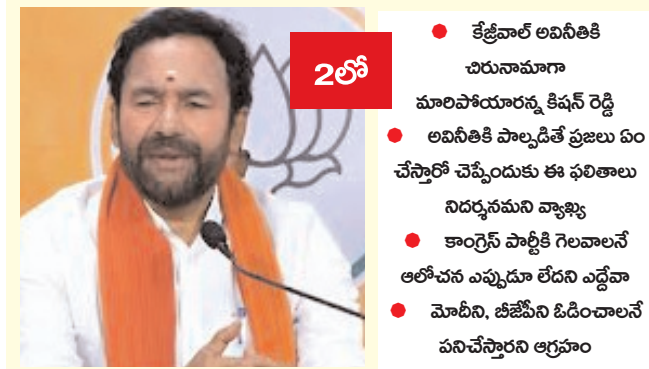 2లో
కేజ్రీవాల్ అవినీతికి
చిరునామాగా
మారిపోయారన్న కిషన్ రెడ్డి
అవినీతికి పాల్పడితే ప్రజలు ఏం
చేస్తారో చెప్పేందుకు ఈ ఫలితాలు
నిదర్శనమని వ్యాఖ్య
కాంగ్రెస్ పార్టీకి గెలవాలనే
ఆలోచన ఎప్పుడూ లేదని ఎద్దేవా
మోదీని, బీజేపీని ఓడించాలనే
పనిచేస్తారని ఆగ్రహం